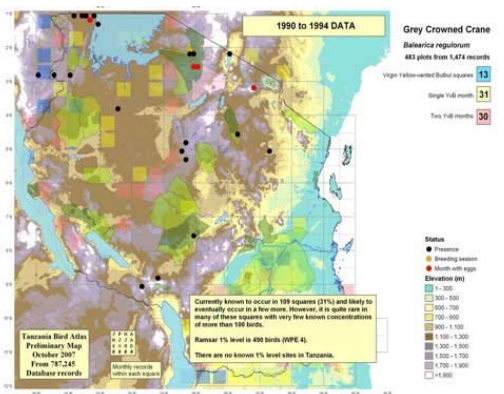 1990 to 1994 DATA
Grey Crowned Crane
Balearica regulorum
483 plots from 1,474 records
Virgin Yellow-vented Bulbul squares 13
Single YvB month 31
Two YvB months 30
Status
Presence
Breeding season
Month with eggs
Elevation (m)
1 - 300
300 - 500
500 - 700
700 - 900
900 - 1,100
1,100 - 1,300
1,300 - 1,500
1,500 - 1,700
1,700 - 1,900
>1,900
Currently known to occur in 109 squares (31%) and likely to
eventually occur in a few more. However, it is quite rare in
many of these squares with very few known concentrations
of more than 100 birds.
Ramsar 1% level is 490 birds (WPE 4).
There are no known 1% level sites in Tanzania.
Tanzania Bird Atlas
Preliminary Map
October 2007
From 787,245
Database records
Monthly records
within each square